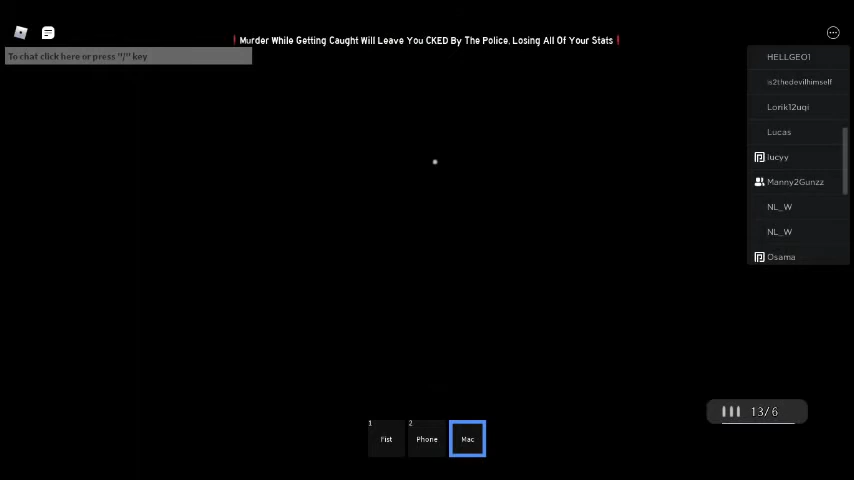 Murder While Getting Caught Will Leave You CKED By The Police, Losing All Of Your Stats
To chat click here or press "/" key
HELLGEO1
is2thedevilhimself
Lorik12uqi
Lucas
lucyy
Manny2Gunzz
NL_W
NL_W
Osama
13/6
1
Fist
2
Phone
Mac